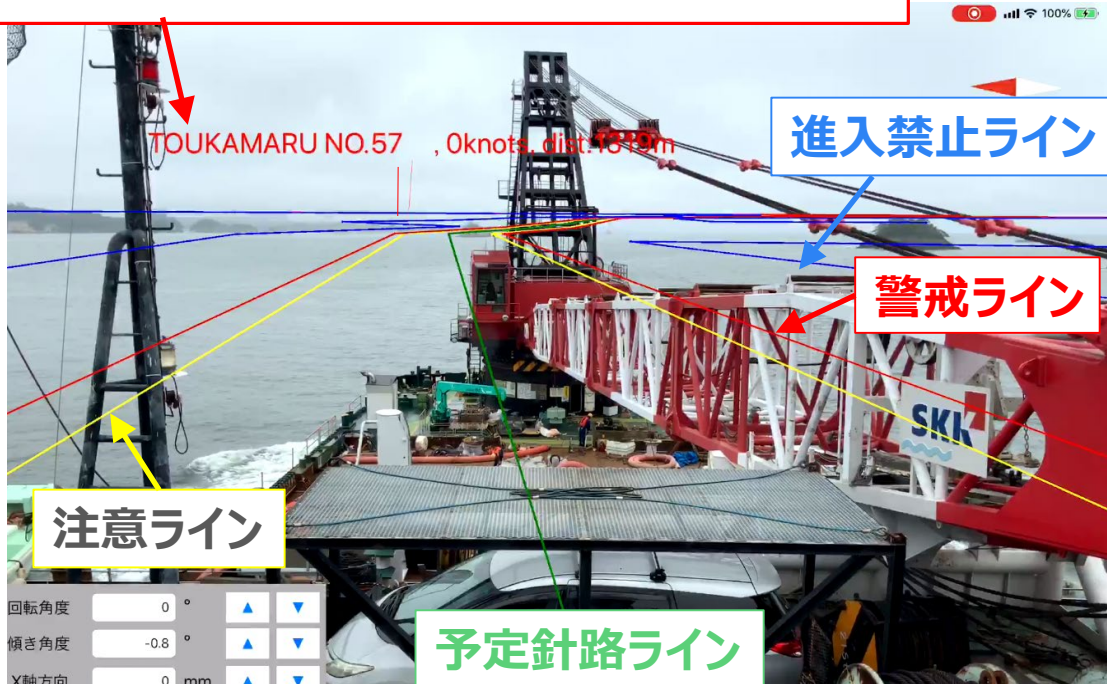 100%
TOUKAMARU NO.57 , 0knots, dist:1319m
進入禁止ライン
警戒ライン
SKK
注意ライン
回転角度 0 °
傾き角度 -0.8 °
予定針路ライン
X軸方向 0 mm